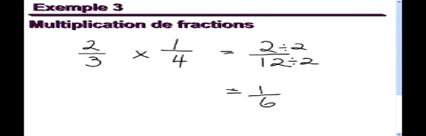 Exemple 3
Multiplication de fractions
2/3 x 1/4 = 2÷2/12÷2
= 1/6